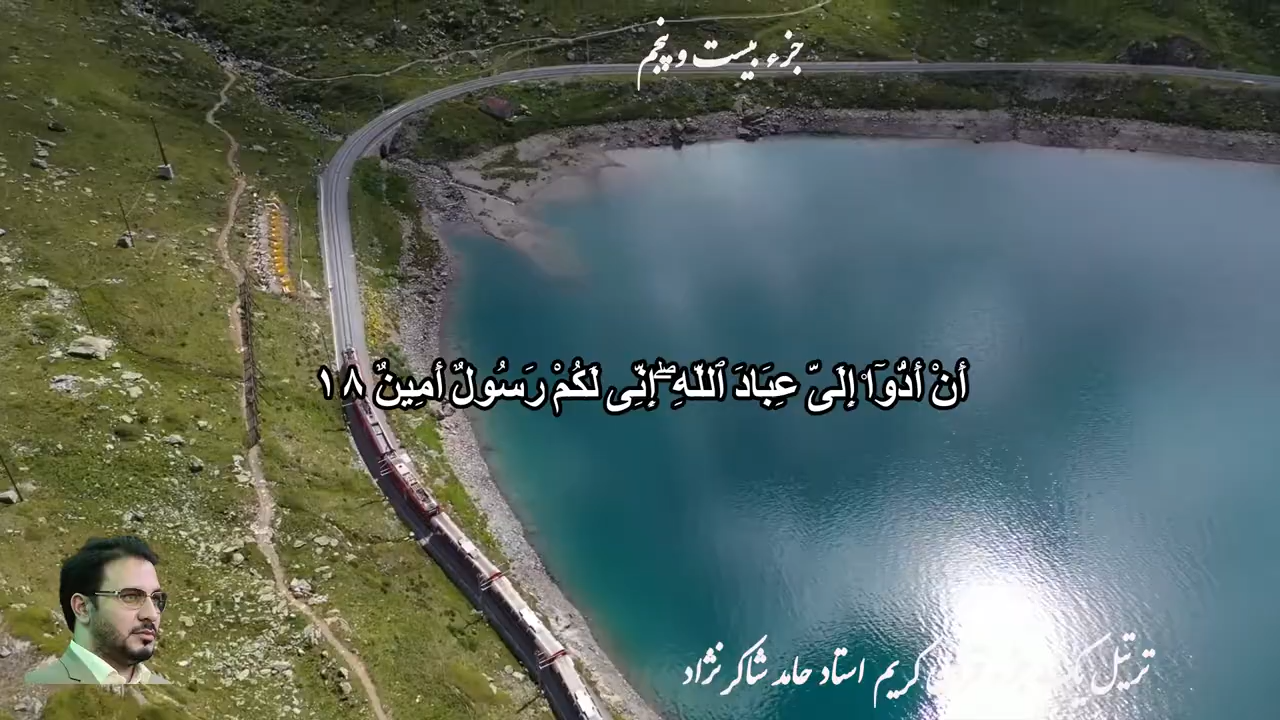 جزء بیست و پنجم
أَنْ أَدُّوٓا۟ إِلَىَّ عِبَادَ ٱللَّهِ ۖ إِنِّى لَكُمْ رَسُولٌ أَمِينٌ ١٨
ترتیل کریم استاد حامد شاکرنژاد